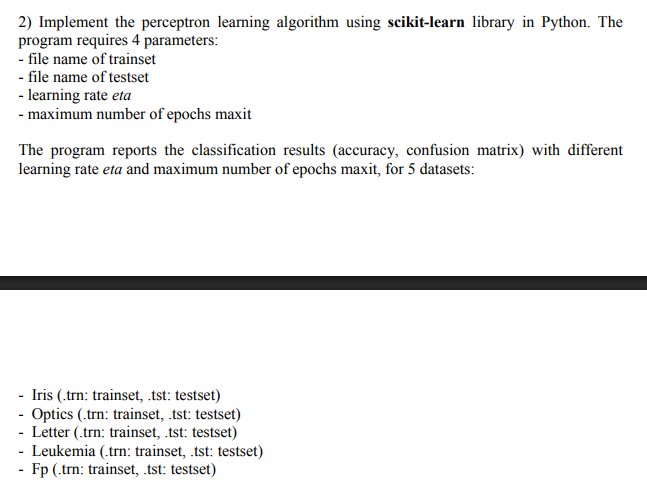 2) Implement the perceptron learning algorithm using scikit-learn library in Python. The
program requires 4 parameters:
- file name of trainset
- file name of testset
- learning rate eta
- maximum number of epochs maxit
The program reports the classification results (accuracy, confusion matrix) with different
learning rate eta and maximum number of epochs maxit, for 5 datasets:
- Iris (.trn: trainset, .tst: testset)
- Optics (.trn: trainset, .tst: testset)
- Letter (.trn: trainset, .tst: testset)
- Leukemia (.trn: trainset, .tst: testset)
- Fp (.trn: trainset, .tst: testset)